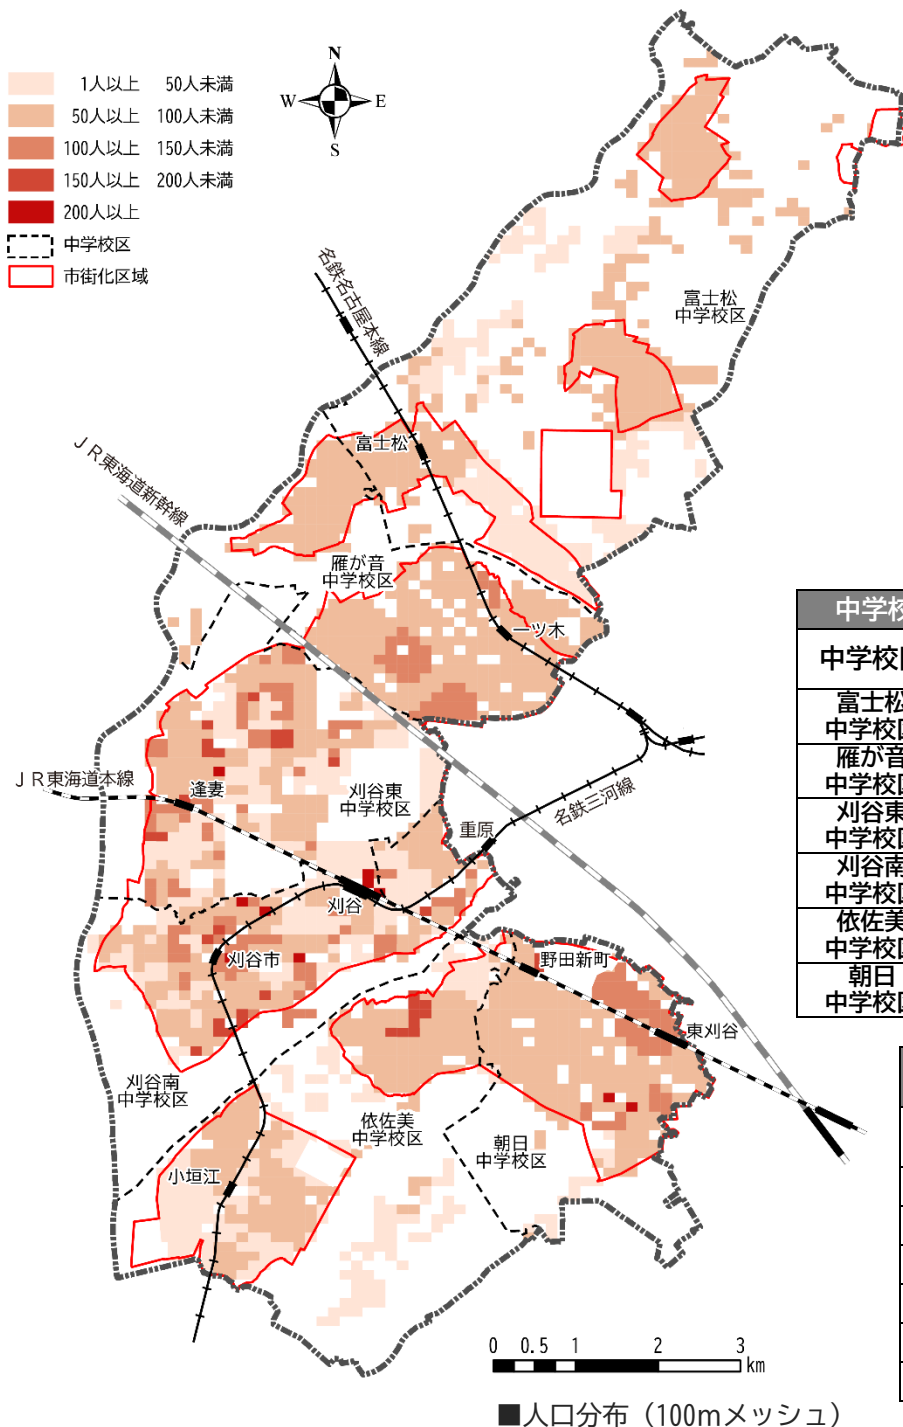 1人以上 50人未満
50人以上 100人未満
100人以上 150人未満
150人以上 200人未満
200人以上
中学校区
市街化区域
N
W
E
S
名鉄名古屋本線
富士松
中学校区
富士松
JR東海道新幹線
雁が音
中学校区
一ツ木
JR東海道本線
逢妻
刈谷東
中学校区
重原
名鉄三河線
刈谷
刈谷市
野田新町
東刈谷
刈谷南
中学校区
依佐美
中学校区
朝日
中学校区
小垣江
中学校
中学校区
富士松
中学校区
雁が音
中学校区
刈谷東
中学校区
刈谷南
中学校区
依佐美
中学校区
朝日
中学校区
0 0.5 1 2 3
km
■人口分布（100mメッシュ）